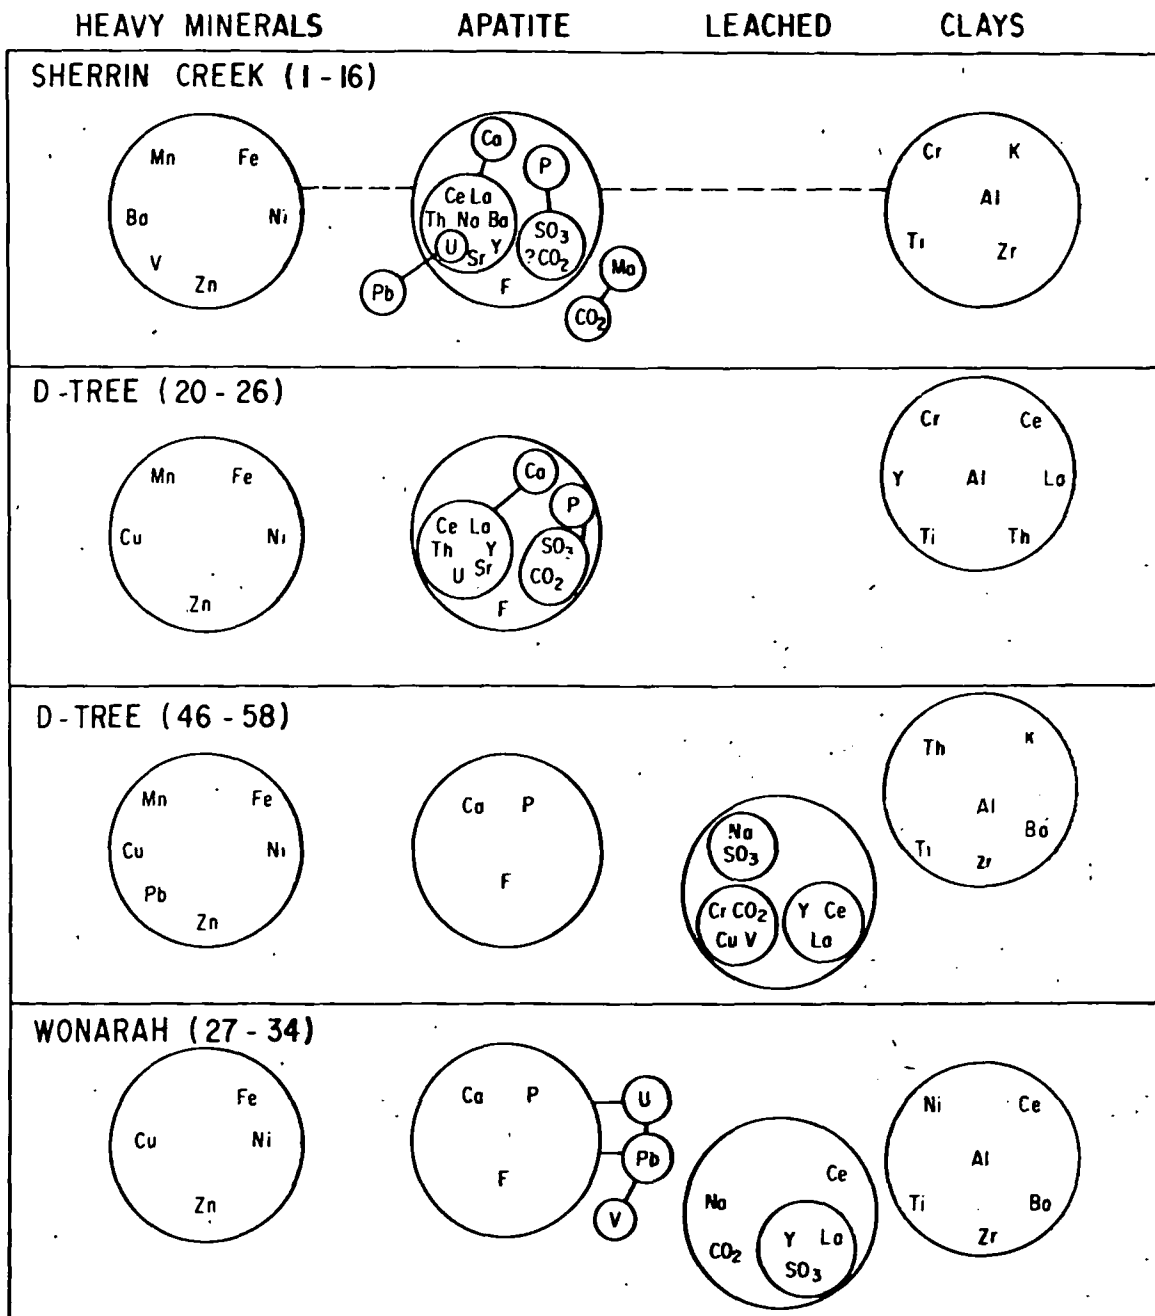 HEAVY MINERALS APATITE LEACHED CLAYS
SHERRIN CREEK (1-16)
Mn Fe
Ba Ni
V
Zn
Ca
P
Ce La
Th Na Ba
U Y
Sr
SO3
?CO2
F
Pb
Mo
CO2
Cr K
Al
Ti Zr
D-TREE (20-26)
Mn Fe
Cu Ni
Zn
Ca
P
Ce La
Th Y
U Sr
SO3
CO2
F
Cr Ce
Y Al La
Ti Th
D-TREE (46-58)
Mn Fe
Cu Ni
Pb
Zn
Ca P
F
Na
SO3
Cr CO2
Cu V
Y Ce
La
Th K
Al
Ti Ba
Zr
WONARAH (27-34)
Fe
Cu Ni
Zn
Ca P
F
U
Pb
V
Ce
Na
CO2
Y La
SO3
Ni Ce
Al
Ti Ba
Zr